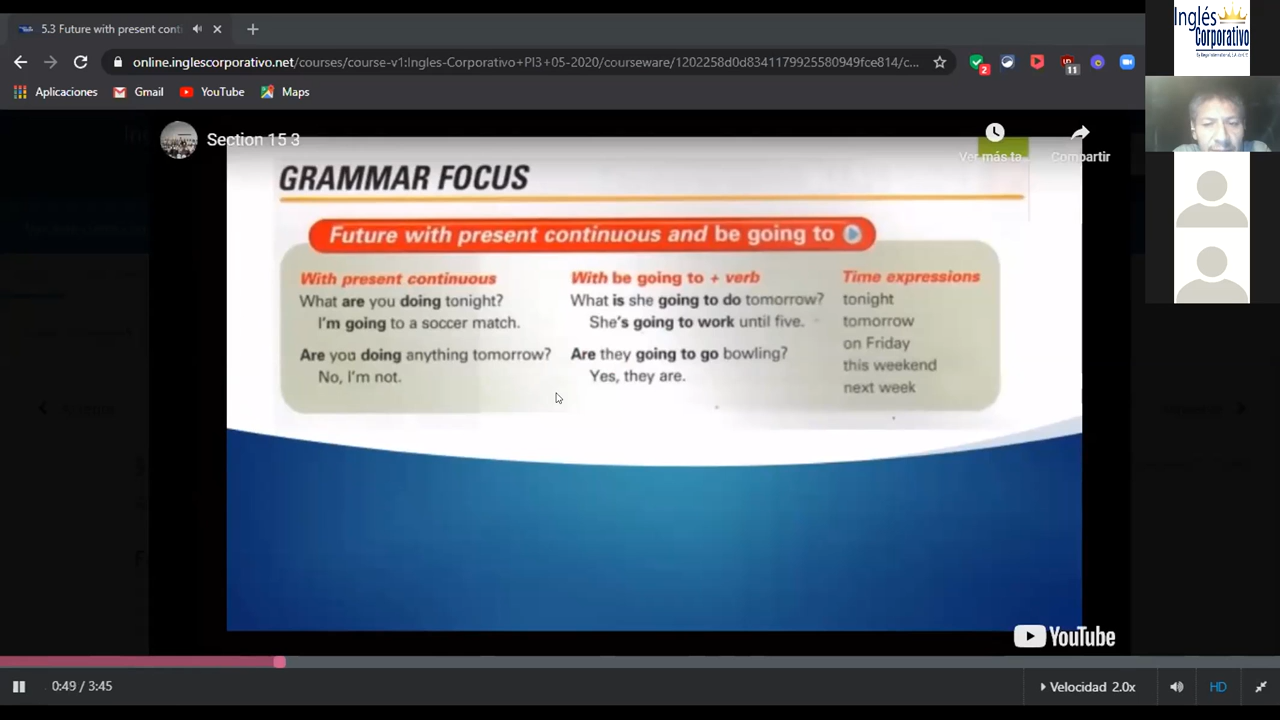 5.3 Future with present conti
online.inglescorporativo.net/courses/course-v1:Ingles-Corporativo+PI3+05-2020/courseware/1202258d0d8341179925580949fce814/c...
2
11
Aplicaciones
Gmail
YouTube
Maps
Inglés
Corporativo
Section 15 3
Ver más ta...
Compartir
GRAMMAR FOCUS
Future with present continuous and be going to
With present continuous
What are you doing tonight?
I'm going to a soccer match.
Are you doing anything tomorrow?
No, I'm not.
With be going to + verb
What is she going to do tomorrow?
She's going to work until five.
Are they going to go bowling?
Yes, they are.
Time expressions
tonight
tomorrow
on Friday
this weekend
next week
YouTube
0:49 / 3:45
Velocidad 2.0x
HD